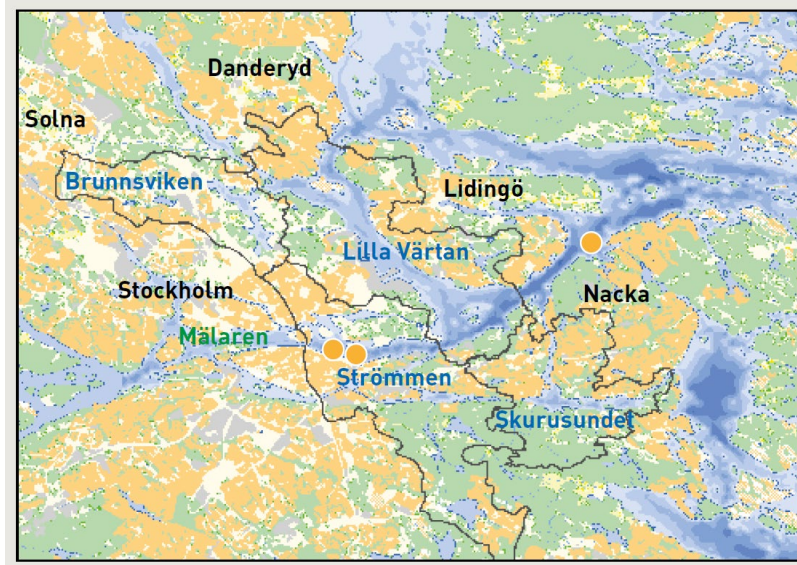 Danderyd
Solna
Brunnsviken
Lidingö
Lilla Värtan
Stockholm
Nacka
Mälaren
Strömmen
Skurusundet